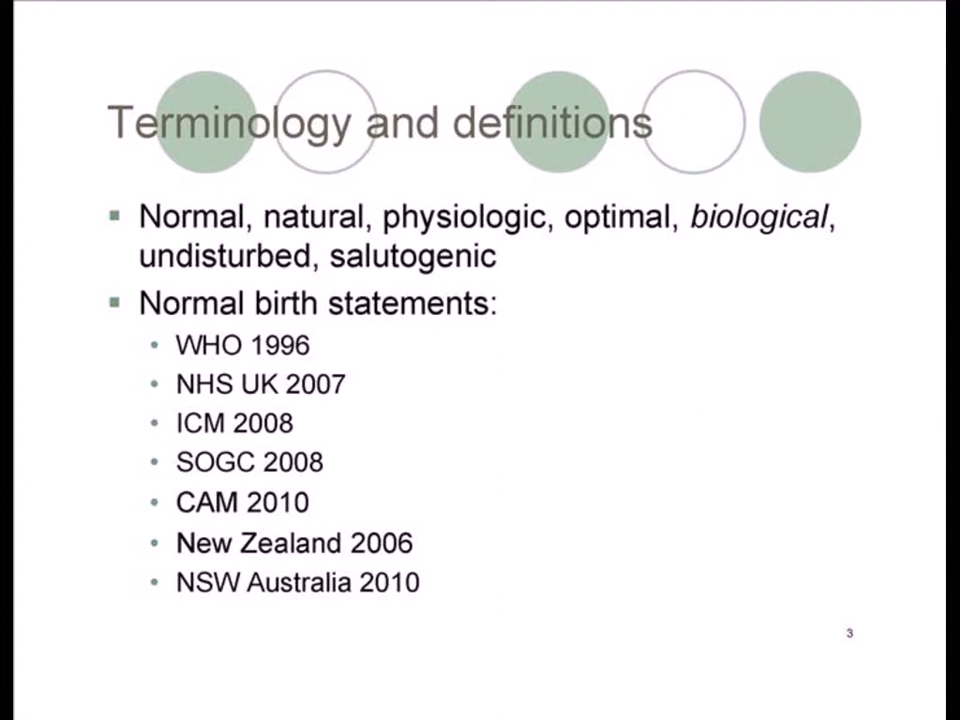 Terminology and definitions
Normal, natural, physiologic, optimal, biological,
undisturbed, salutogenic
Normal birth statements:
WHO 1996
NHS UK 2007
ICM 2008
SOGC 2008
CAM 2010
New Zealand 2006
NSW Australia 2010
3